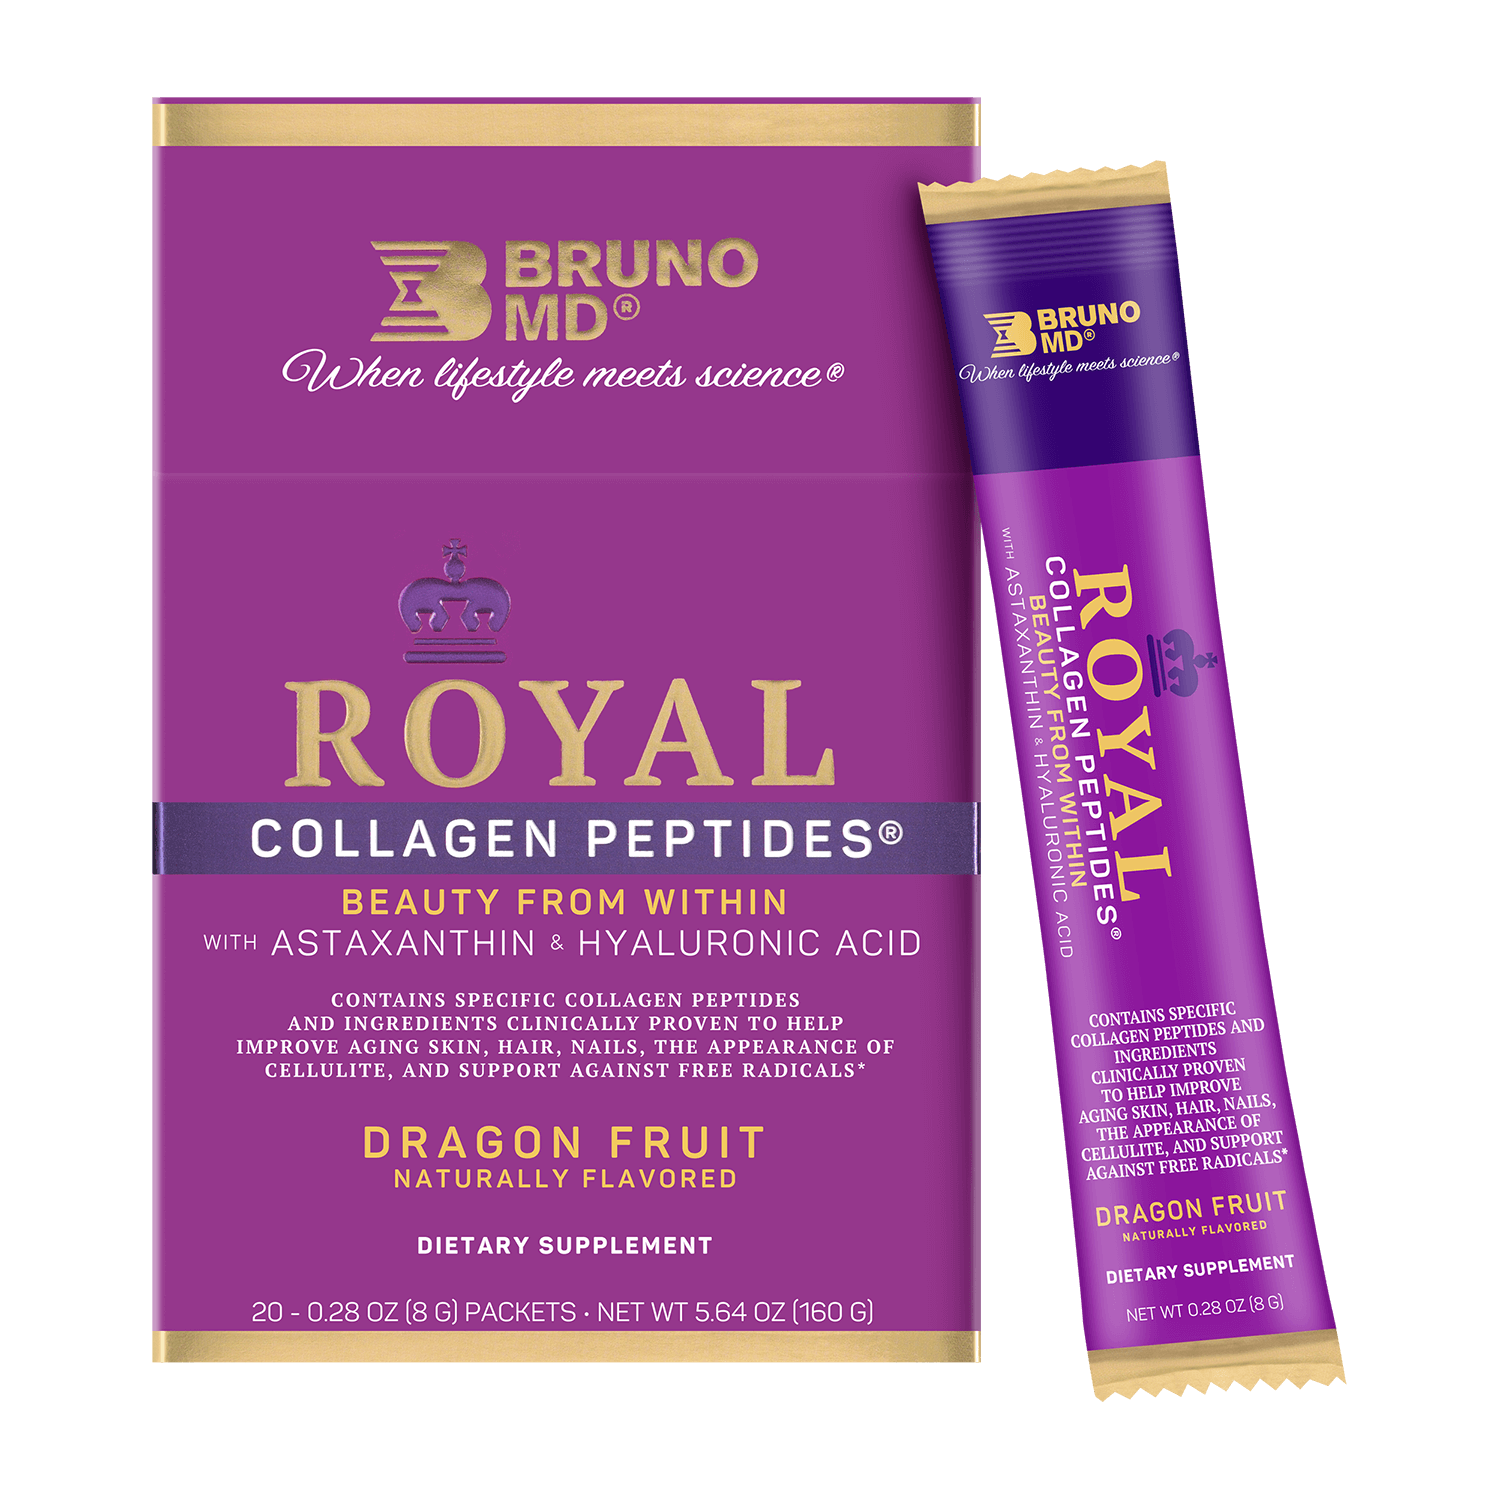 BRUNO
MD®
When lifestyle meets science®
ROYAL
COLLAGEN PEPTIDES®
BEAUTY FROM WITHIN
WITH ASTAXANTHIN & HYALURONIC ACID
CONTAINS SPECIFIC COLLAGEN PEPTIDES
AND INGREDIENTS CLINICALLY PROVEN TO HELP
IMPROVE AGING SKIN, HAIR, NAILS, THE APPEARANCE OF
CELLULITE, AND SUPPORT AGAINST FREE RADICALS*
DRAGON FRUIT
NATURALLY FLAVORED
DIETARY SUPPLEMENT
20 - 0.28 OZ (8 G) PACKETS • NET WT 5.64 OZ (160 G)
BRUNO
MD®
When lifestyle meets science®
ROYAL
COLLAGEN PEPTIDES®
BEAUTY FROM WITHIN
WITH ASTAXANTHIN & HYALURONIC ACID
CONTAINS SPECIFIC
COLLAGEN PEPTIDES AND
INGREDIENTS
CLINICALLY PROVEN
TO HELP IMPROVE
AGING SKIN, HAIR, NAILS,
THE APPEARANCE OF
CELLULITE, AND SUPPORT
AGAINST FREE RADICALS*
DRAGON FRUIT
NATURALLY FLAVORED
DIETARY SUPPLEMENT
NET WT 0.28 OZ (8 G)